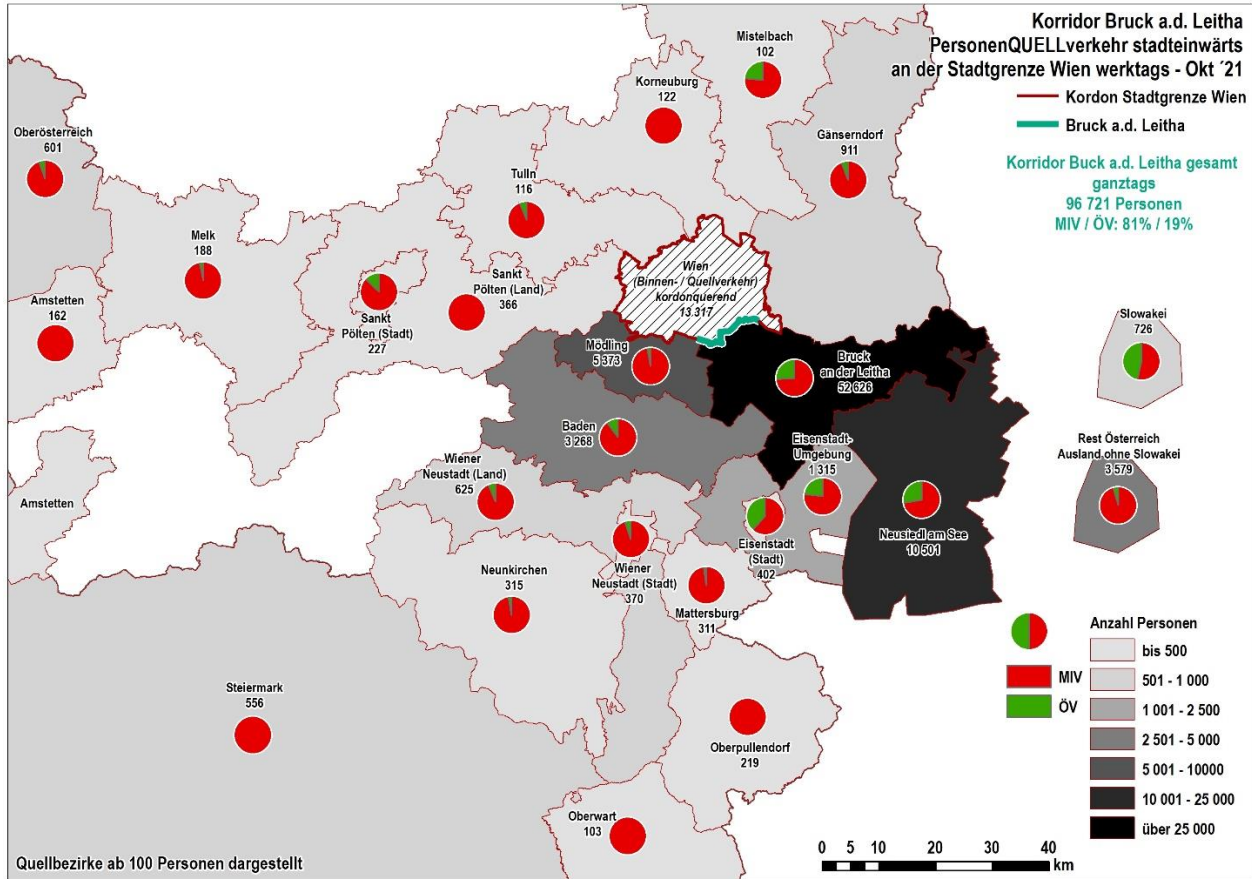 Korridor Bruck a.d. Leitha
PersonenQUELLverkehr stadteinwärts
an der Stadtgrenze Wien werktags - Okt ´21
Kordon Stadtgrenze Wien
Bruck a.d. Leitha
Korridor Buck a.d. Leitha gesamt
ganztags
96 721 Personen
MIV / ÖV: 81% / 19%
Mistelbach
102
Korneuburg
122
Gänserndorf
911
Oberösterreich
601
Tulln
116
Melk
188
Sankt
Pölten (Land)
366
Wien
(Binnen- / Quellverkehr)
kordonquerend
13.317
Amstetten
162
Sankt
Pölten (Stadt)
227
Slowakei
726
Mödling
5 373
Bruck
an der Leitha
52 626
Baden
3 268
Eisenstadt-
Umgebung
1 315
Rest Österreich
Ausland ohne Slowakei
3 579
Wiener
Neustadt (Land)
625
Amstetten
Neusiedl am See
10 501
Eisenstadt
(Stadt)
402
Wiener
Neustadt (Stadt)
370
Neunkirchen
315
Mattersburg
311
Steiermark
556
Oberpullendorf
219
Oberwart
103
MIV
ÖV
Anzahl Personen
bis 500
501 - 1 000
1 001 - 2 500
2 501 - 5 000
5 001 - 10000
10 001 - 25 000
über 25 000
Quellbezirke ab 100 Personen dargestellt
0 5 10 20 30 40
km